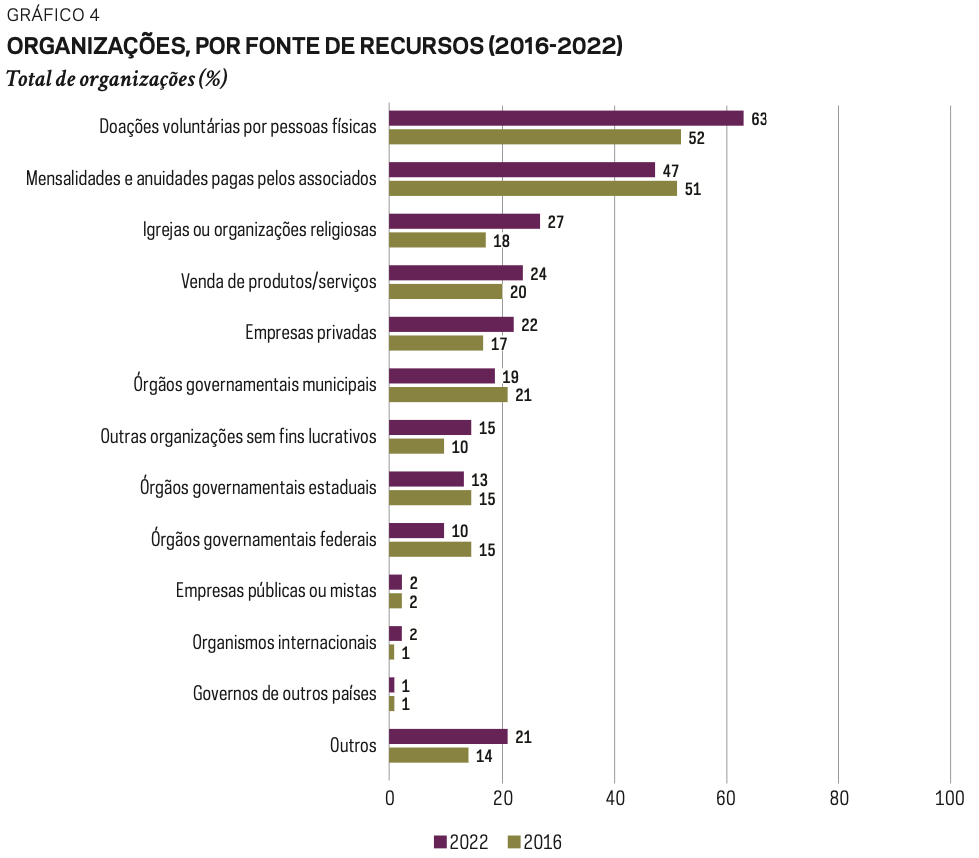 GRÁFICO 4
ORGANIZAÇÕES, POR FONTE DE RECURSOS (2016-2022)
Total de organizações (%)
Doações voluntárias por pessoas físicas
63
52
Mensalidades e anuidades pagas pelos associados
47
51
Igrejas ou organizações religiosas
27
18
Venda de produtos/serviços
24
20
Empresas privadas
22
17
Órgãos governamentais municipais
19
21
Outras organizações sem fins lucrativos
15
10
Órgãos governamentais estaduais
13
15
Órgãos governamentais federais
10
15
Empresas públicas ou mistas
2
2
Organismos internacionais
2
1
Governos de outros países
1
1
Outros
21
14
0 20 40 60 80 100
2022 2016